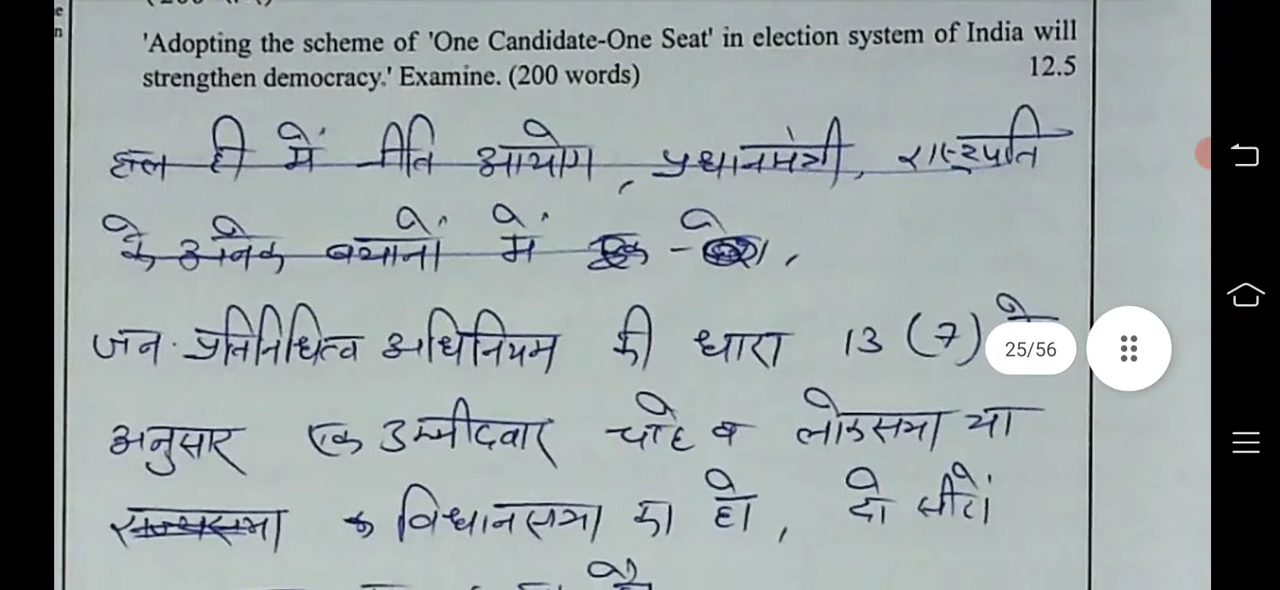 'Adopting the scheme of 'One Candidate-One Seat' in election system of India will
strengthen democracy.' Examine. (200 words) 12.5
हाल ही में नीति आयोग, प्रधानमंत्री, राष्ट्रपति
के अनेक बयानों में एक
जन प्रतिनिधित्व अधिनियम की धारा 13 (7) के
25/56
अनुसार एक उम्मीदवार चाहे व लोकसभा या
राज्यसभा के विधानसभा का हो, दो सीटों